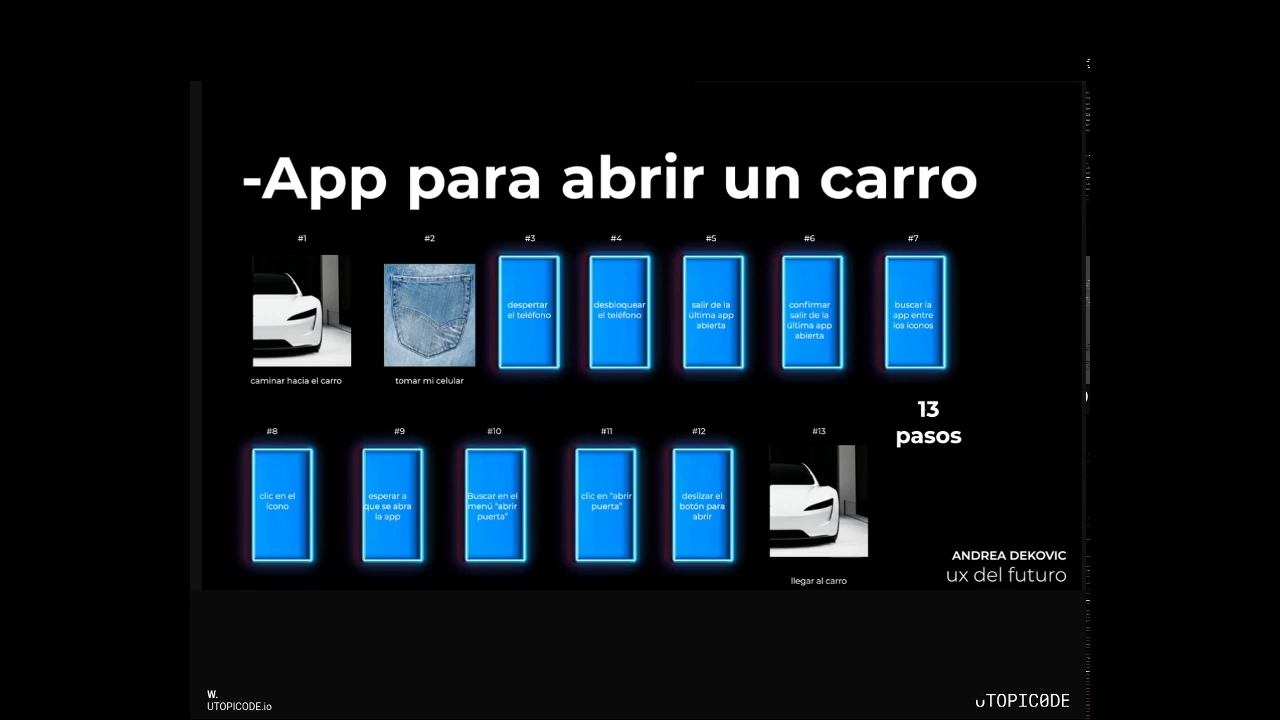 -App para abrir un carro
#1
#2
#3
#4
#5
#6
#7
despertar
el teléfono
desbloquear
el teléfono
salir de la
última app
abierta
confirmar
salir de la
última app
abierta
buscar la
app entre
los íconos
caminar hacia el carro
tomar mi celular
13
pasos
#8
#9
#10
#11
#12
#13
clic en el
ícono
esperar a
que se abra
la app
Buscar en el
menú "abrir
puerta"
clic en "abrir
puerta"
deslizar el
botón para
abrir
llegar al carro
ANDREA DEKOVIC
ux del futuro
W.
UTOPICODE.io
uTOPIC0DE